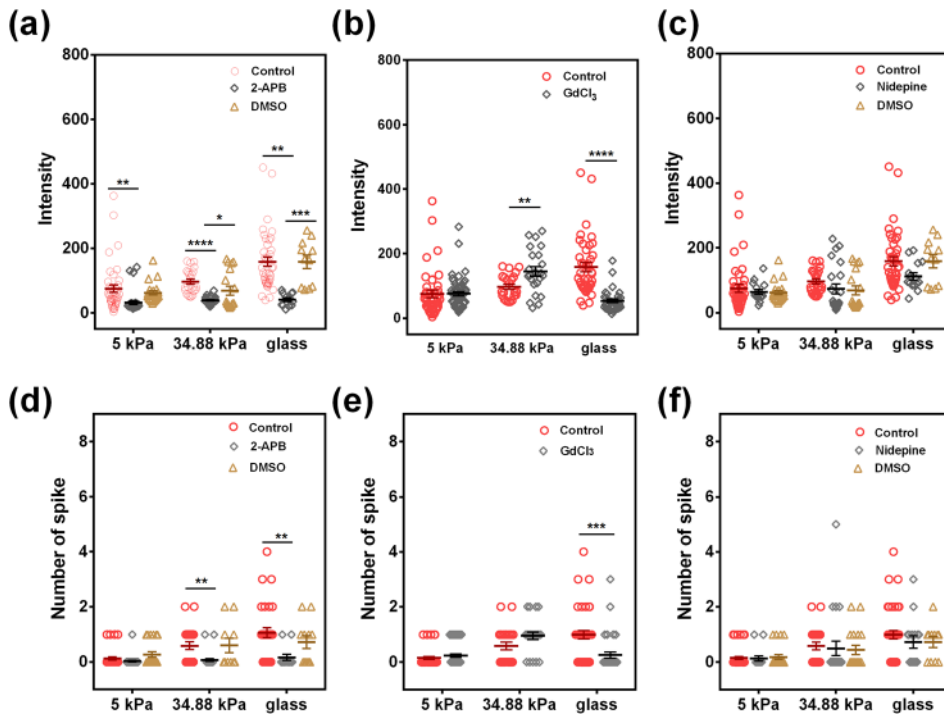 (a)
800
600
400
200
0
Intensity
Control
2-APB
DMSO
**
****
*
**
***
5 kPa 34.88 kPa glass
(b)
800
600
400
200
0
Intensity
Control
GdCl3
**
****
5 kPa 34.88 kPa glass
(c)
800
600
400
200
0
Intensity
Control
Nidepine
DMSO
5 kPa 34.88 kPa glass
(d)
8
6
4
2
0
Number of spike
Control
2-APB
DMSO
**
**
5 kPa 34.88 kPa glass
(e)
8
6
4
2
0
Number of spike
Control
GdCl3
***
5 kPa 34.88 kPa glass
(f)
8
6
4
2
0
Number of spike
Control
Nidepine
DMSO
5 kPa 34.88 kPa glass